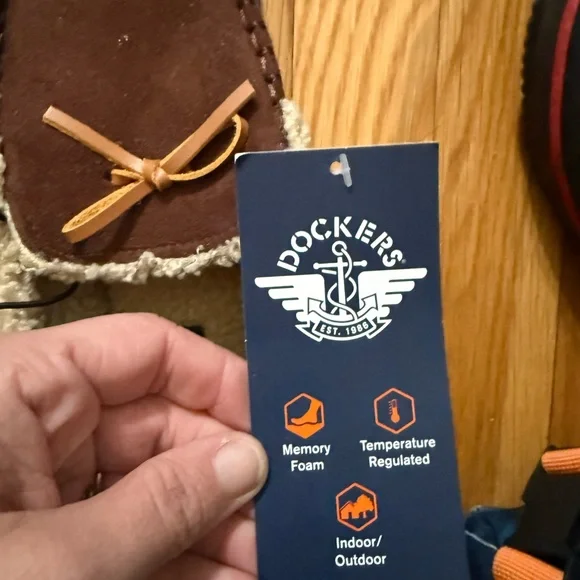 DOCKERS®
EST. 1986
Memory
Foam
Temperature
Regulated
Indoor/
Outdoor